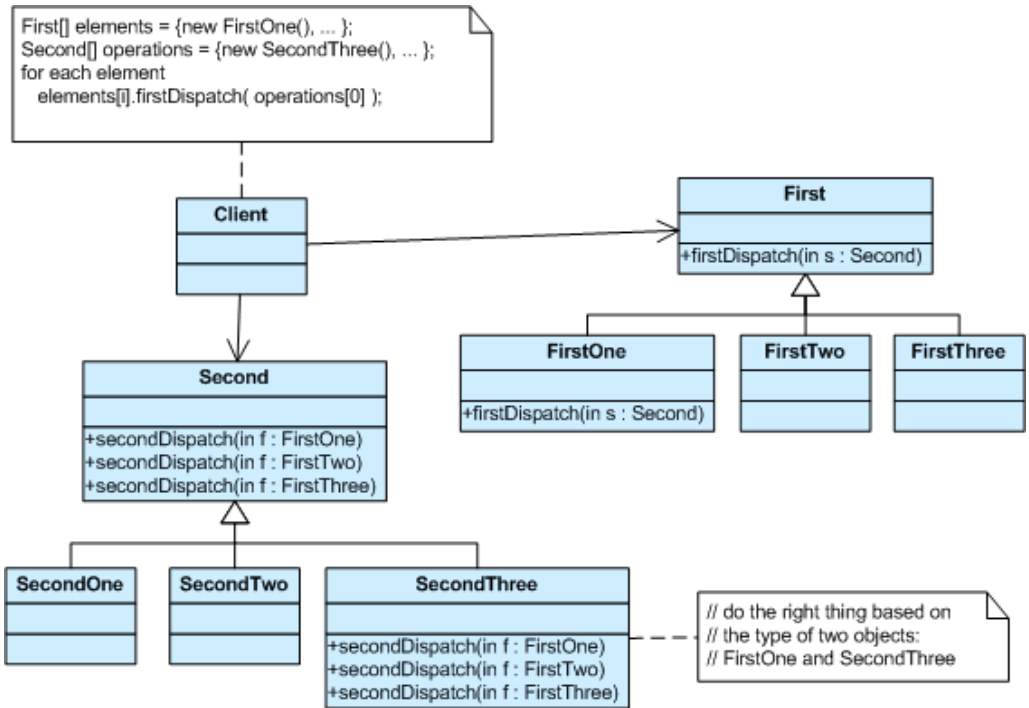 First[] elements = {new FirstOne(), ... };
Second[] operations = {new SecondThree(), ... };
for each element
elements[i].firstDispatch( operations[0] );
Client
First
+firstDispatch(in s : Second)
FirstOne
+firstDispatch(in s : Second)
FirstTwo
FirstThree
Second
+secondDispatch(in f : FirstOne)
+secondDispatch(in f : FirstTwo)
+secondDispatch(in f : FirstThree)
SecondOne
SecondTwo
SecondThree
+secondDispatch(in f : FirstOne)
+secondDispatch(in f : FirstTwo)
+secondDispatch(in f : FirstThree)
// do the right thing based on
// the type of two objects:
// FirstOne and SecondThree